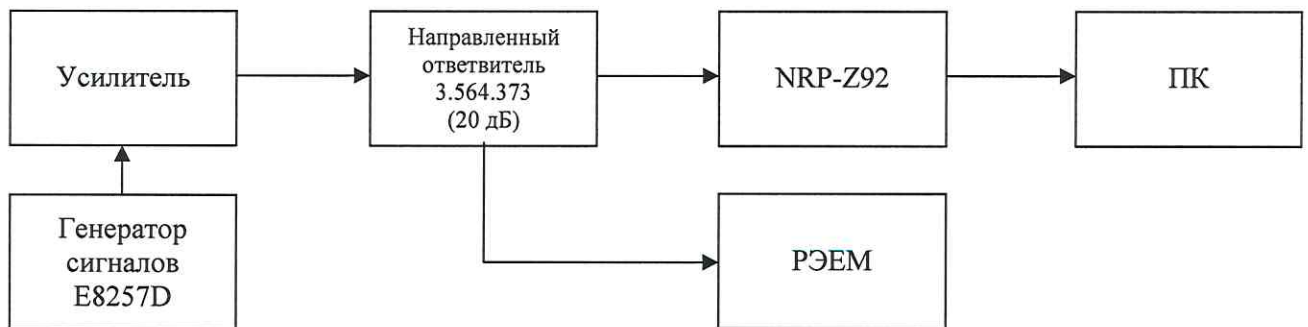 Усилитель
Направленный
ответвитель
3.564.373
(20 дБ)
NRP-Z92
ПК
Генератор
сигналов
E8257D
РЭЕМ